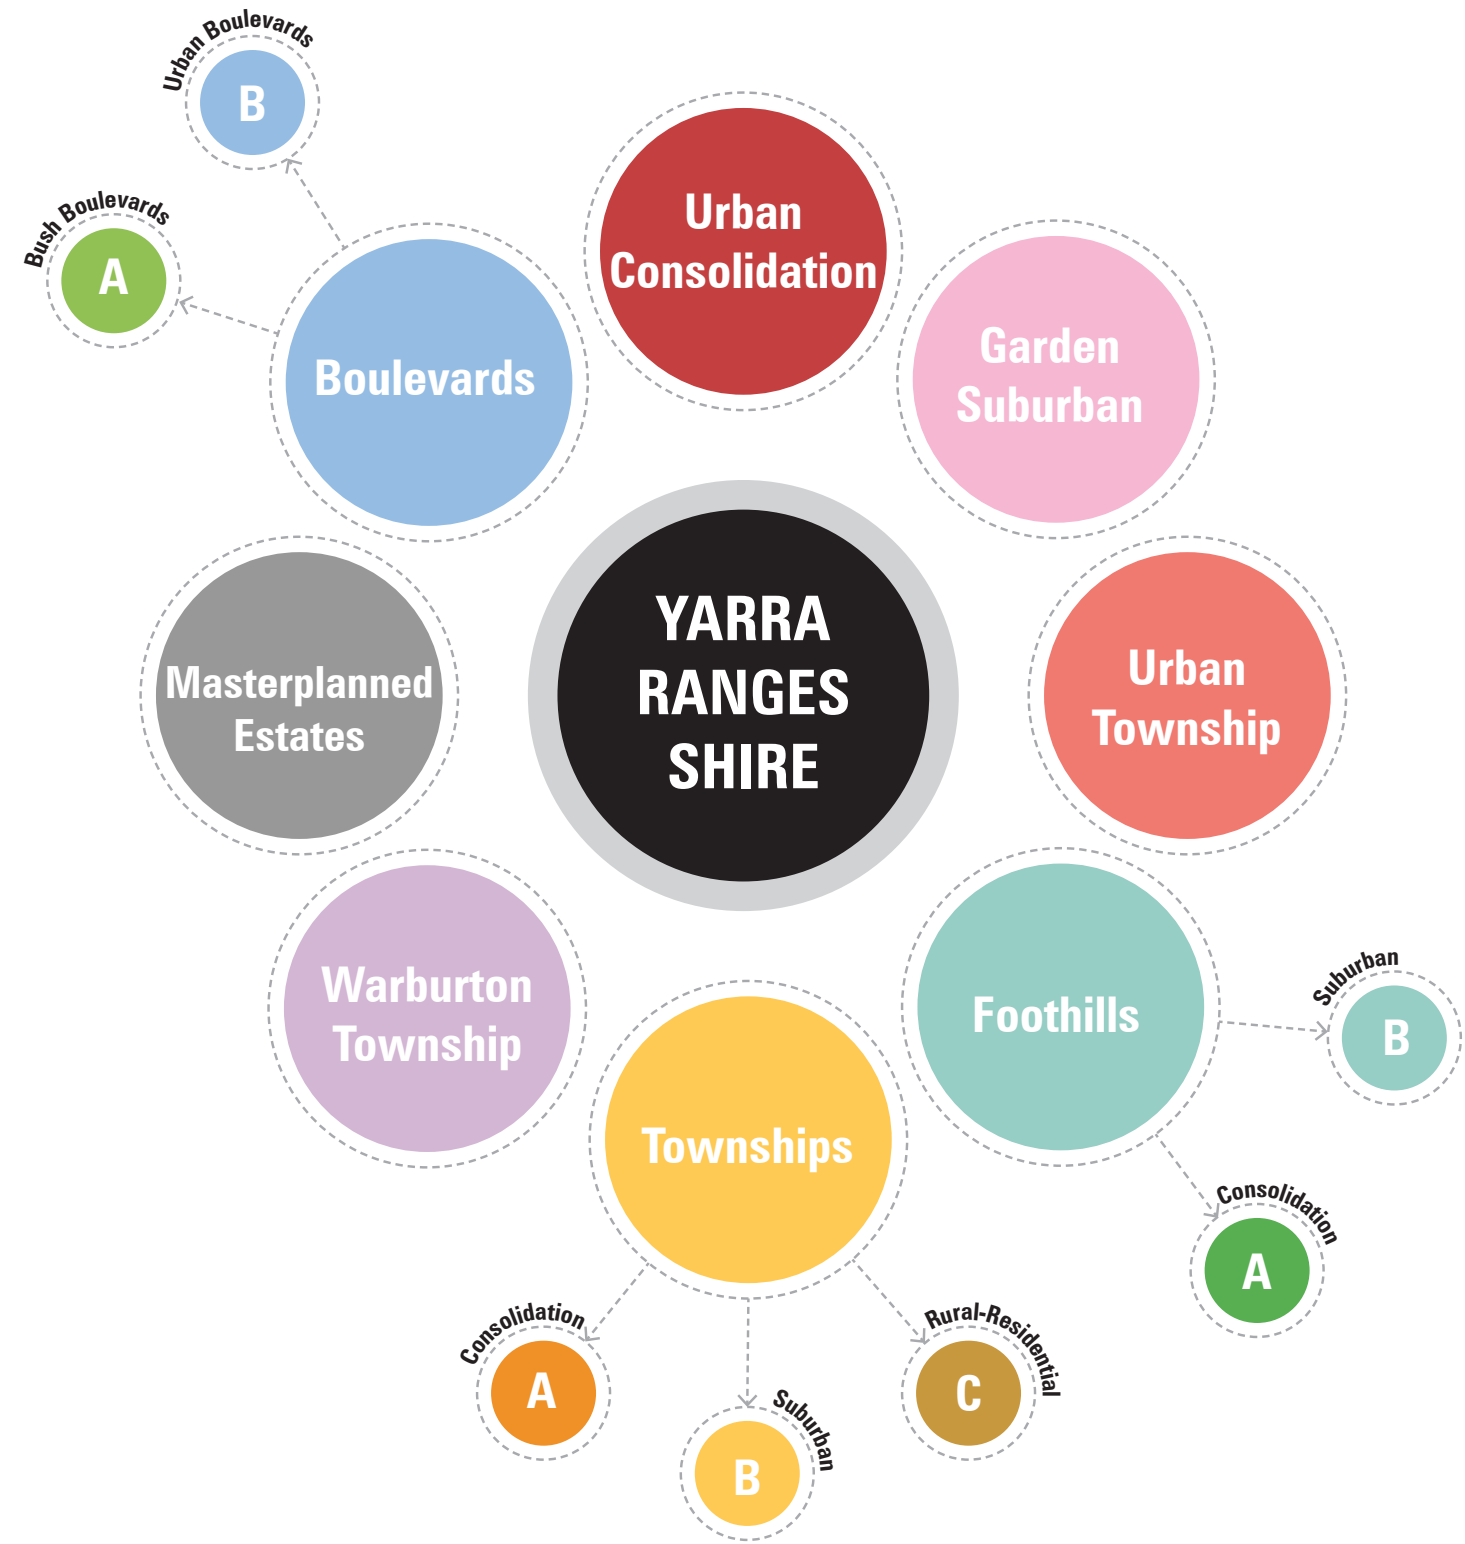 Urban Boulevards
B
Bush Boulevards
A
Boulevards
Urban
Consolidation
Garden
Suburban
YARRA
RANGES
SHIRE
Masterplanned
Estates
Urban
Township
Warburton
Township
Townships
Foothills
Suburban
B
Consolidation
A
Consolidation
A
Suburban
B
Rural-Residential
C